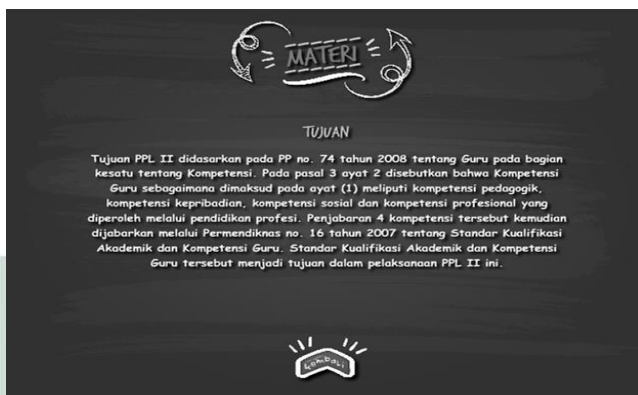 MATERI
TUJUAN
Tujuan PPL II didasarkan pada PP no. 74 tahun 2008 tentang Guru pada bagian
kesatu tentang Kompetensi. Pada pasal 3 ayat 2 disebutkan bahwa Kompetensi
Guru sebagaimana dimaksud pada ayat (1) meliputi kompetensi pedagogik,
kompetensi kepribadian, kompetensi sosial dan kompetensi profesional yang
diperoleh melalui pendidikan profesi. Penjabaran 4 kompetensi tersebut kemudian
dijabarkan melalui Permendiknas no. 16 tahun 2007 tentang Standar Kualifikasi
Akademik dan Kompetensi Guru. Standar Kualifikasi Akademik dan Kompetensi
Guru tersebut menjadi tujuan dalam pelaksanaan PPL II ini.
kembali